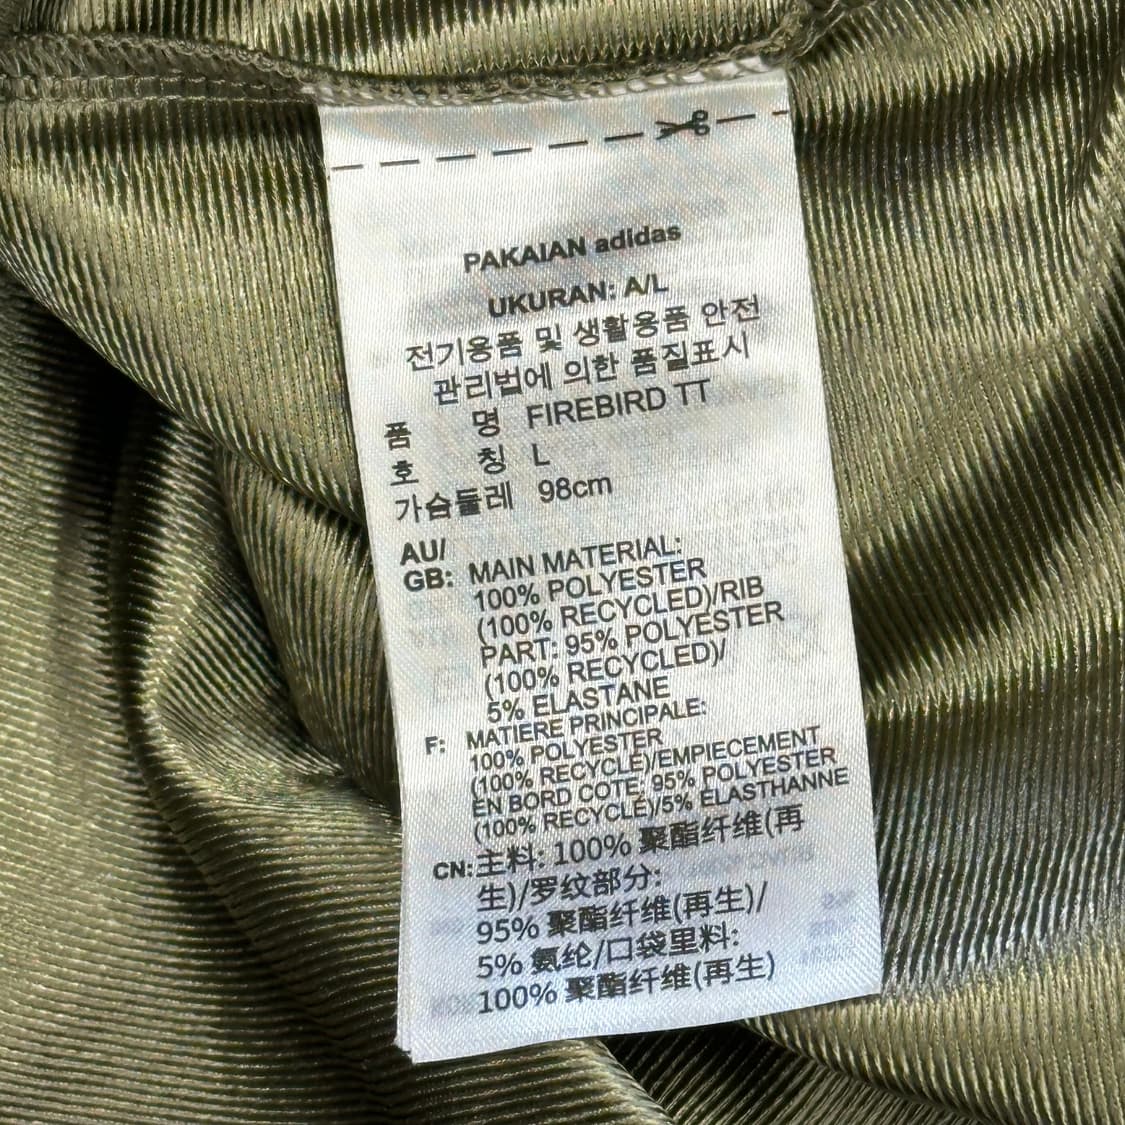 PAKAIAN adidas
UKURAN: A/L
전기용품 및 생활용품 안전
관리법에 의한 품질표시
품 명 FIREBIRD TT
호 칭 L
가슴둘레 98cm
AU/
GB: MAIN MATERIAL:
100% POLYESTER
(100% RECYCLED)/RIB
PART: 95% POLYESTER
(100% RECYCLED)/
5% ELASTANE
F: MATIÈRE PRINCIPALE:
100% POLYESTER
(100% RECYCLÉ)/EMPIECEMENT
EN BORD COTE: 95% POLYESTER
(100% RECYCLÉ)/5% ELASTHANNE
CN: 主料: 100% 聚酯纤维(再
生)/罗纹部分:
95% 聚酯纤维(再生)/
5% 氨纶/口袋里料:
100% 聚酯纤维(再生)